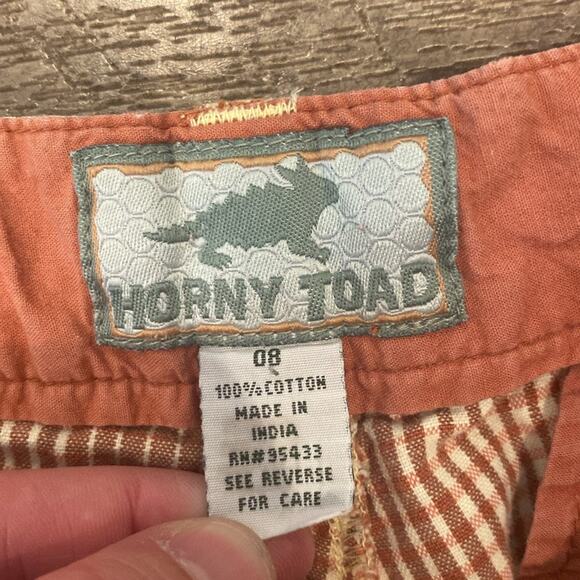 HORNY TOAD
08
100% COTTON
MADE IN
INDIA
RN#95433
SEE REVERSE
FOR CARE